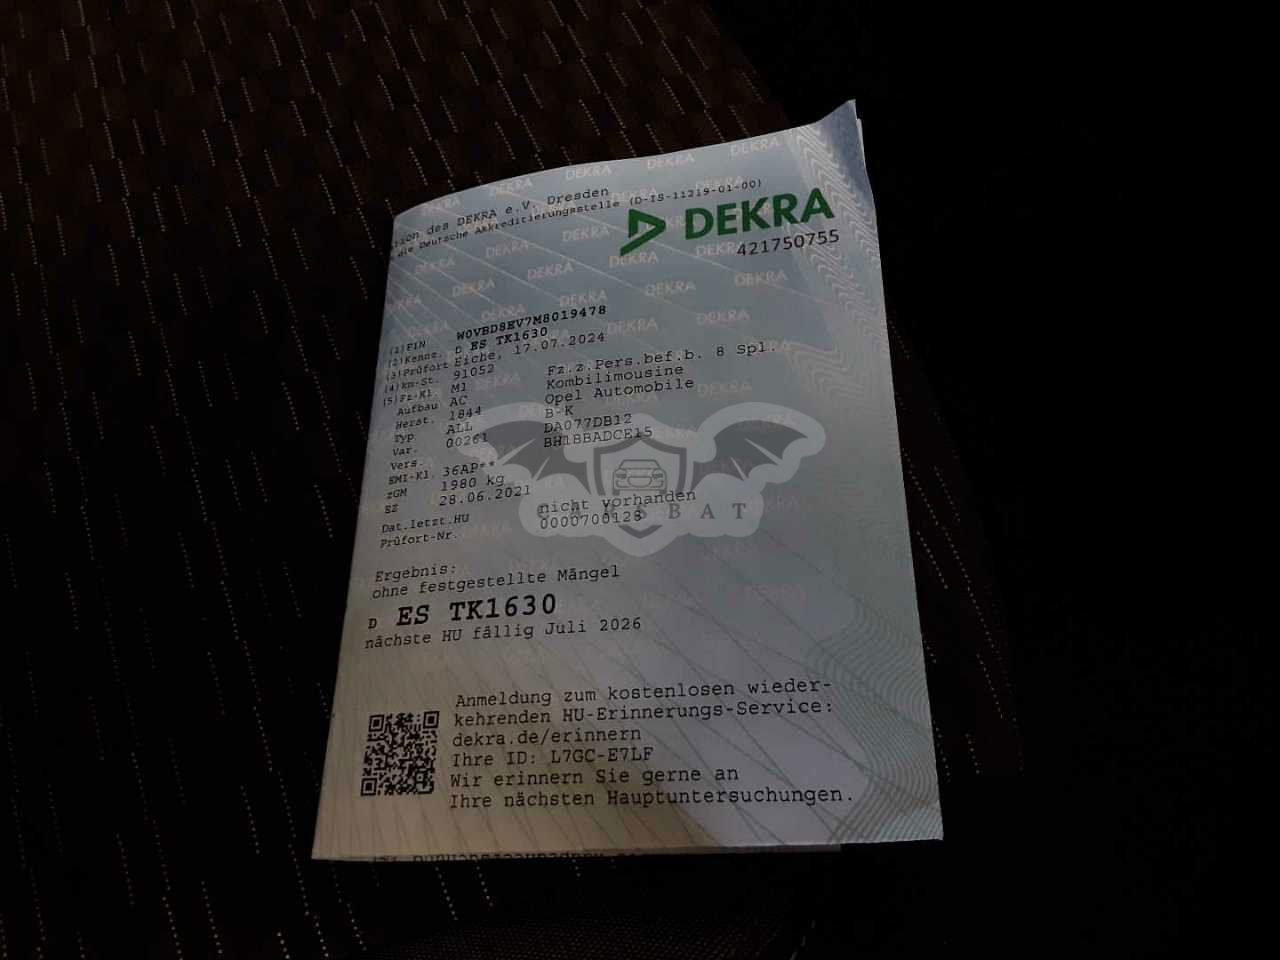 tion des DEKRA e.V. Dresden
die Deutsche Akkreditierungsstelle (D-IS-11219-01-00)
DEKRA
421750755
(1) FIN W0VBD8EV7M8019478
(2) Kennz. D ES TK1630
(3) Prüfort Eiche, 17.07.2024
(4) km-St. 91052
(5) Fz-Kl. M1 Fz.z.Pers.bef.b. 8 Spl.
Aufbau AC Kombilimousine
Herst. 1844 Opel Automobile
Typ ALL B-K
Var. 00261 DA077DB12
Vers. BH1BBADCE15
EMI-Kl. 36AP**
zGM 1980 kg
EZ 28.06.2021
Dat.letzt.HU nicht vorhanden
Prüfort-Nr. 0000700128
CARSBAT
Ergebnis:
ohne festgestellte Mängel
D ES TK1630
nächste HU fällig Juli 2026
Anmeldung zum kostenlosen wieder-
kehrenden HU-Erinnerungs-Service:
dekra.de/erinnern
Ihre ID: L7GC-E7LF
Wir erinnern Sie gerne an
Ihre nächsten Hauptuntersuchungen.